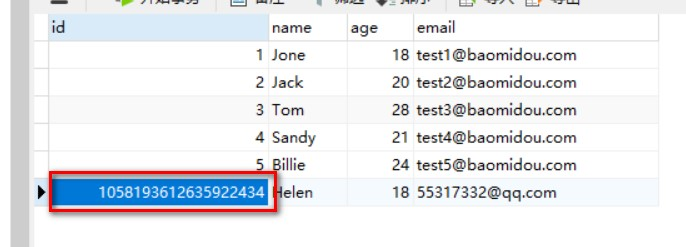 id name age email
1 Jone 18 test1@baomidou.com
2 Jack 20 test2@baomidou.com
3 Tom 28 test3@baomidou.com
4 Sandy 21 test4@baomidou.com
5 Billie 24 test5@baomidou.com
1058193612635922434 Helen 18 55317332@qq.com